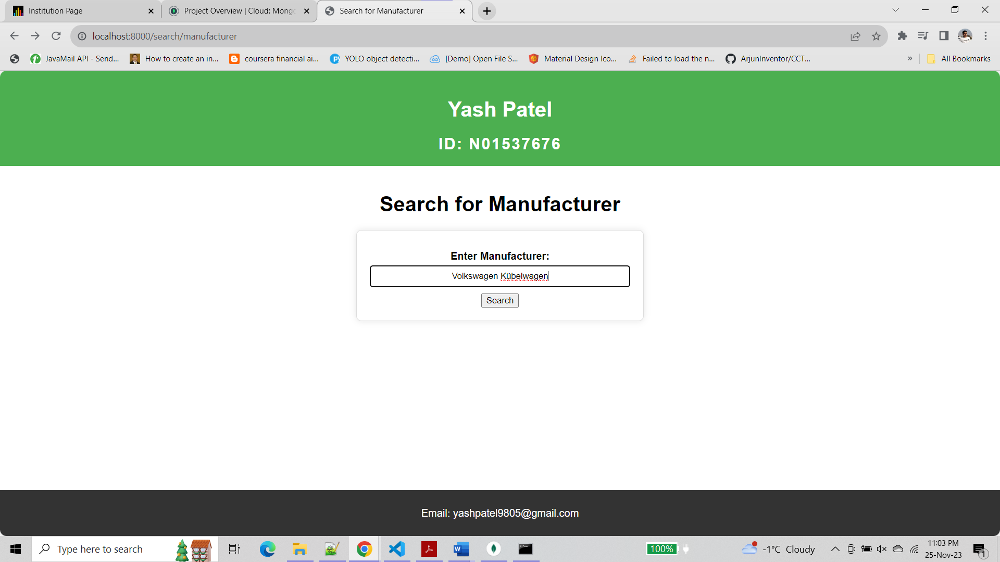 Institution Page
Project Overview | Cloud: Mong
Search for Manufacturer
localhost:8000/search/manufacturer
JavaMail API - Send...
How to create an in...
coursera financial ai...
YOLO object detecti...
[Demo] Open File S...
Material Design Ico...
Failed to load the n...
ArjunInventor/CCT...
»
All Bookmarks
Yash Patel
ID: N01537676
Search for Manufacturer
Enter Manufacturer:
Volkswagen Kübelwagen
Search
Email: yashpatel9805@gmail.com
Type here to search
100%
-1°C Cloudy
11:03 PM
25-Nov-23
1